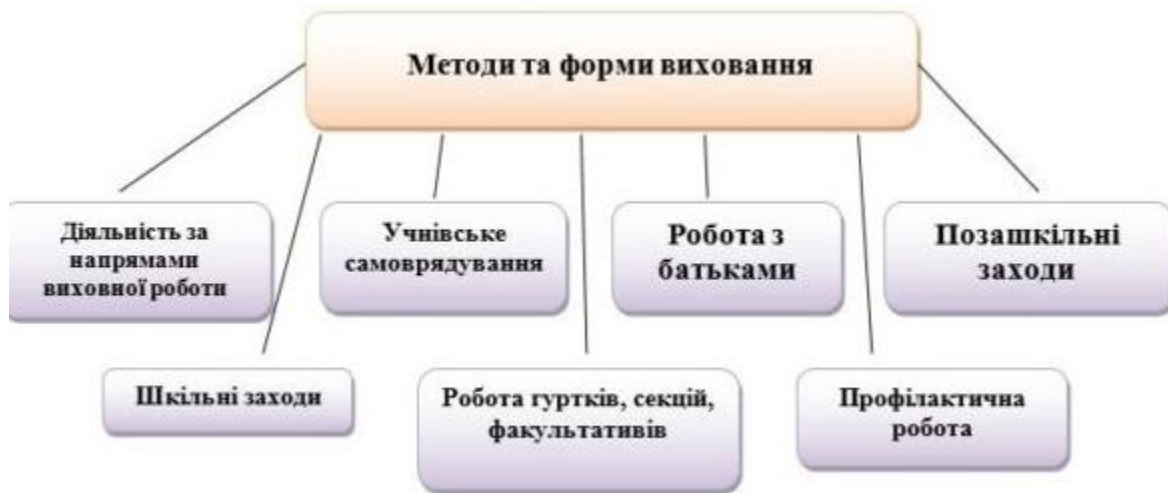 Методи та форми виховання
Діяльність за
напрямами
виховної роботи
Учнівське
самоврядування
Робота з
батьками
Позашкільні
заходи
Шкільні заходи
Робота гуртків, секцій,
факультативів
Профілактична
робота